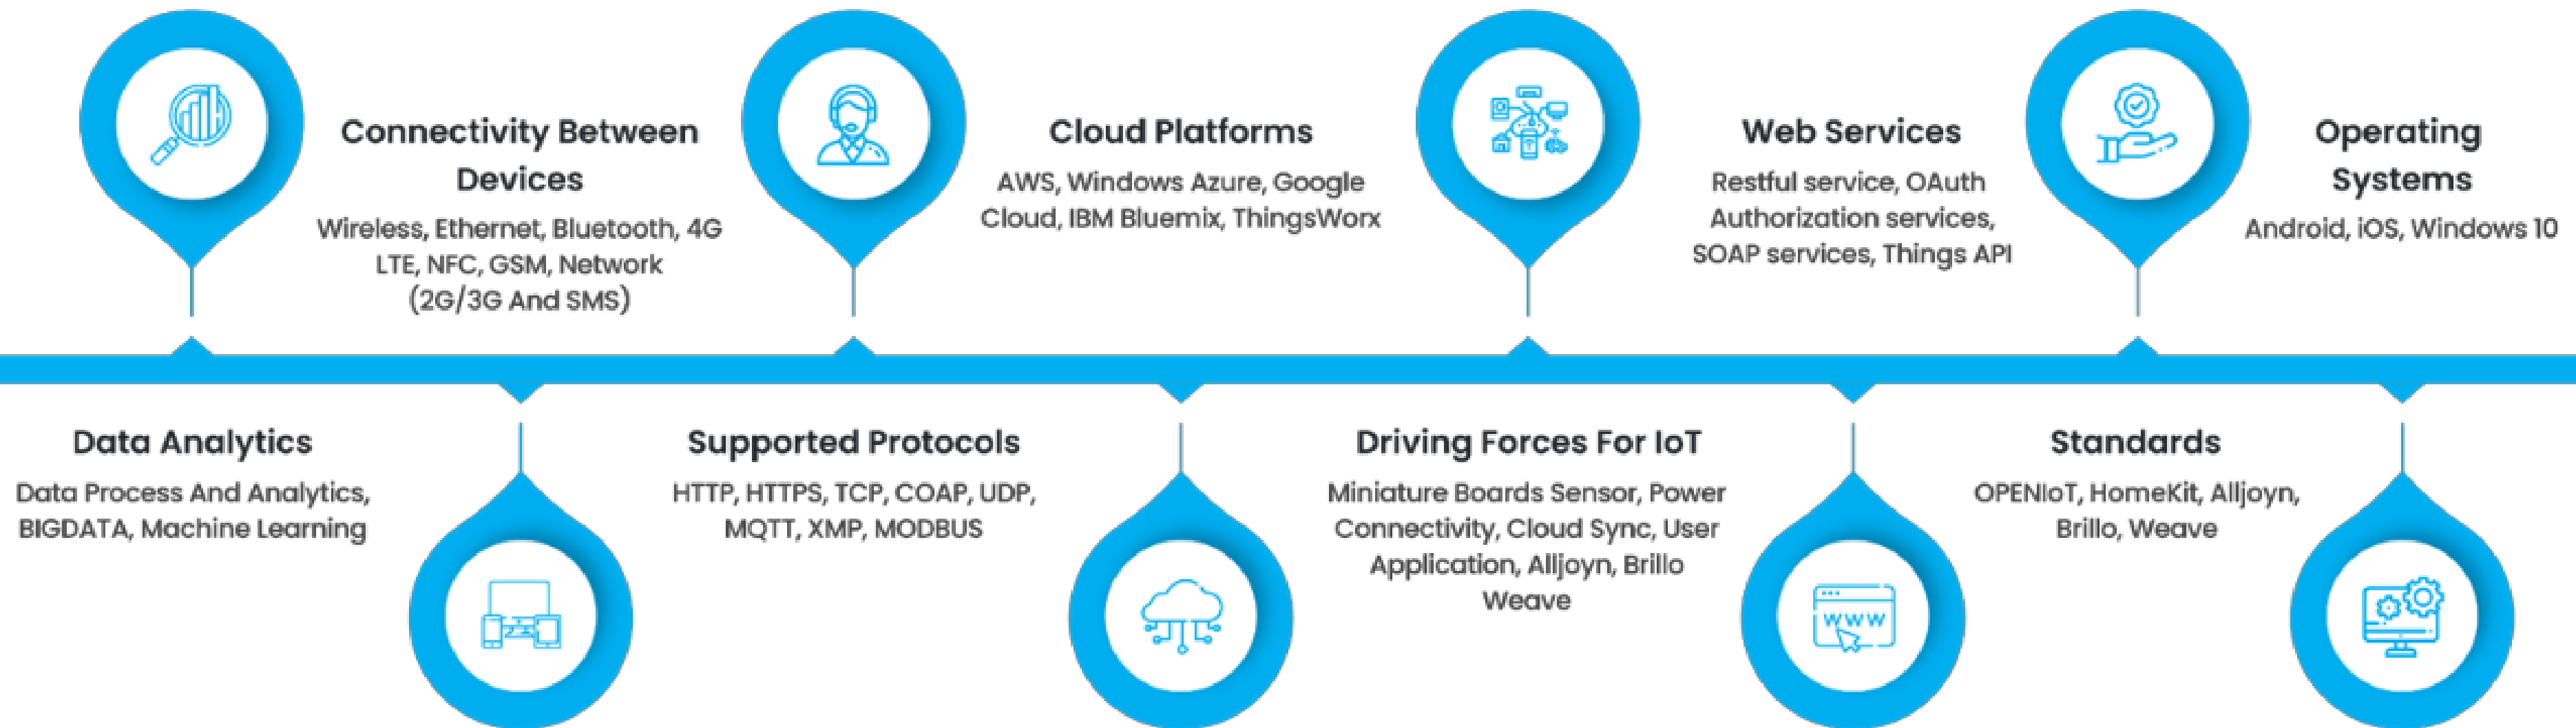 Connectivity Between
Devices
Wireless, Ethernet, Bluetooth, 4G
LTE, NFC, GSM, Network
(2G/3G And SMS)
Cloud Platforms
AWS, Windows Azure, Google
Cloud, IBM Bluemix, ThingsWorx
Web Services
Restful service, OAuth
Authorization services,
SOAP services, Things API
Operating
Systems
Android, iOS, Windows 10
Data Analytics
Data Process And Analytics,
BIGDATA, Machine Learning
Supported Protocols
HTTP, HTTPS, TCP, COAP, UDP,
MQTT, XMP, MODBUS
Driving Forces For IoT
Miniature Boards Sensor, Power
Connectivity, Cloud Sync, User
Application, Alljoyn, Brillo
Weave
WWW
Standards
OPENIoT, HomeKit, Alljoyn,
Brillo, Weave